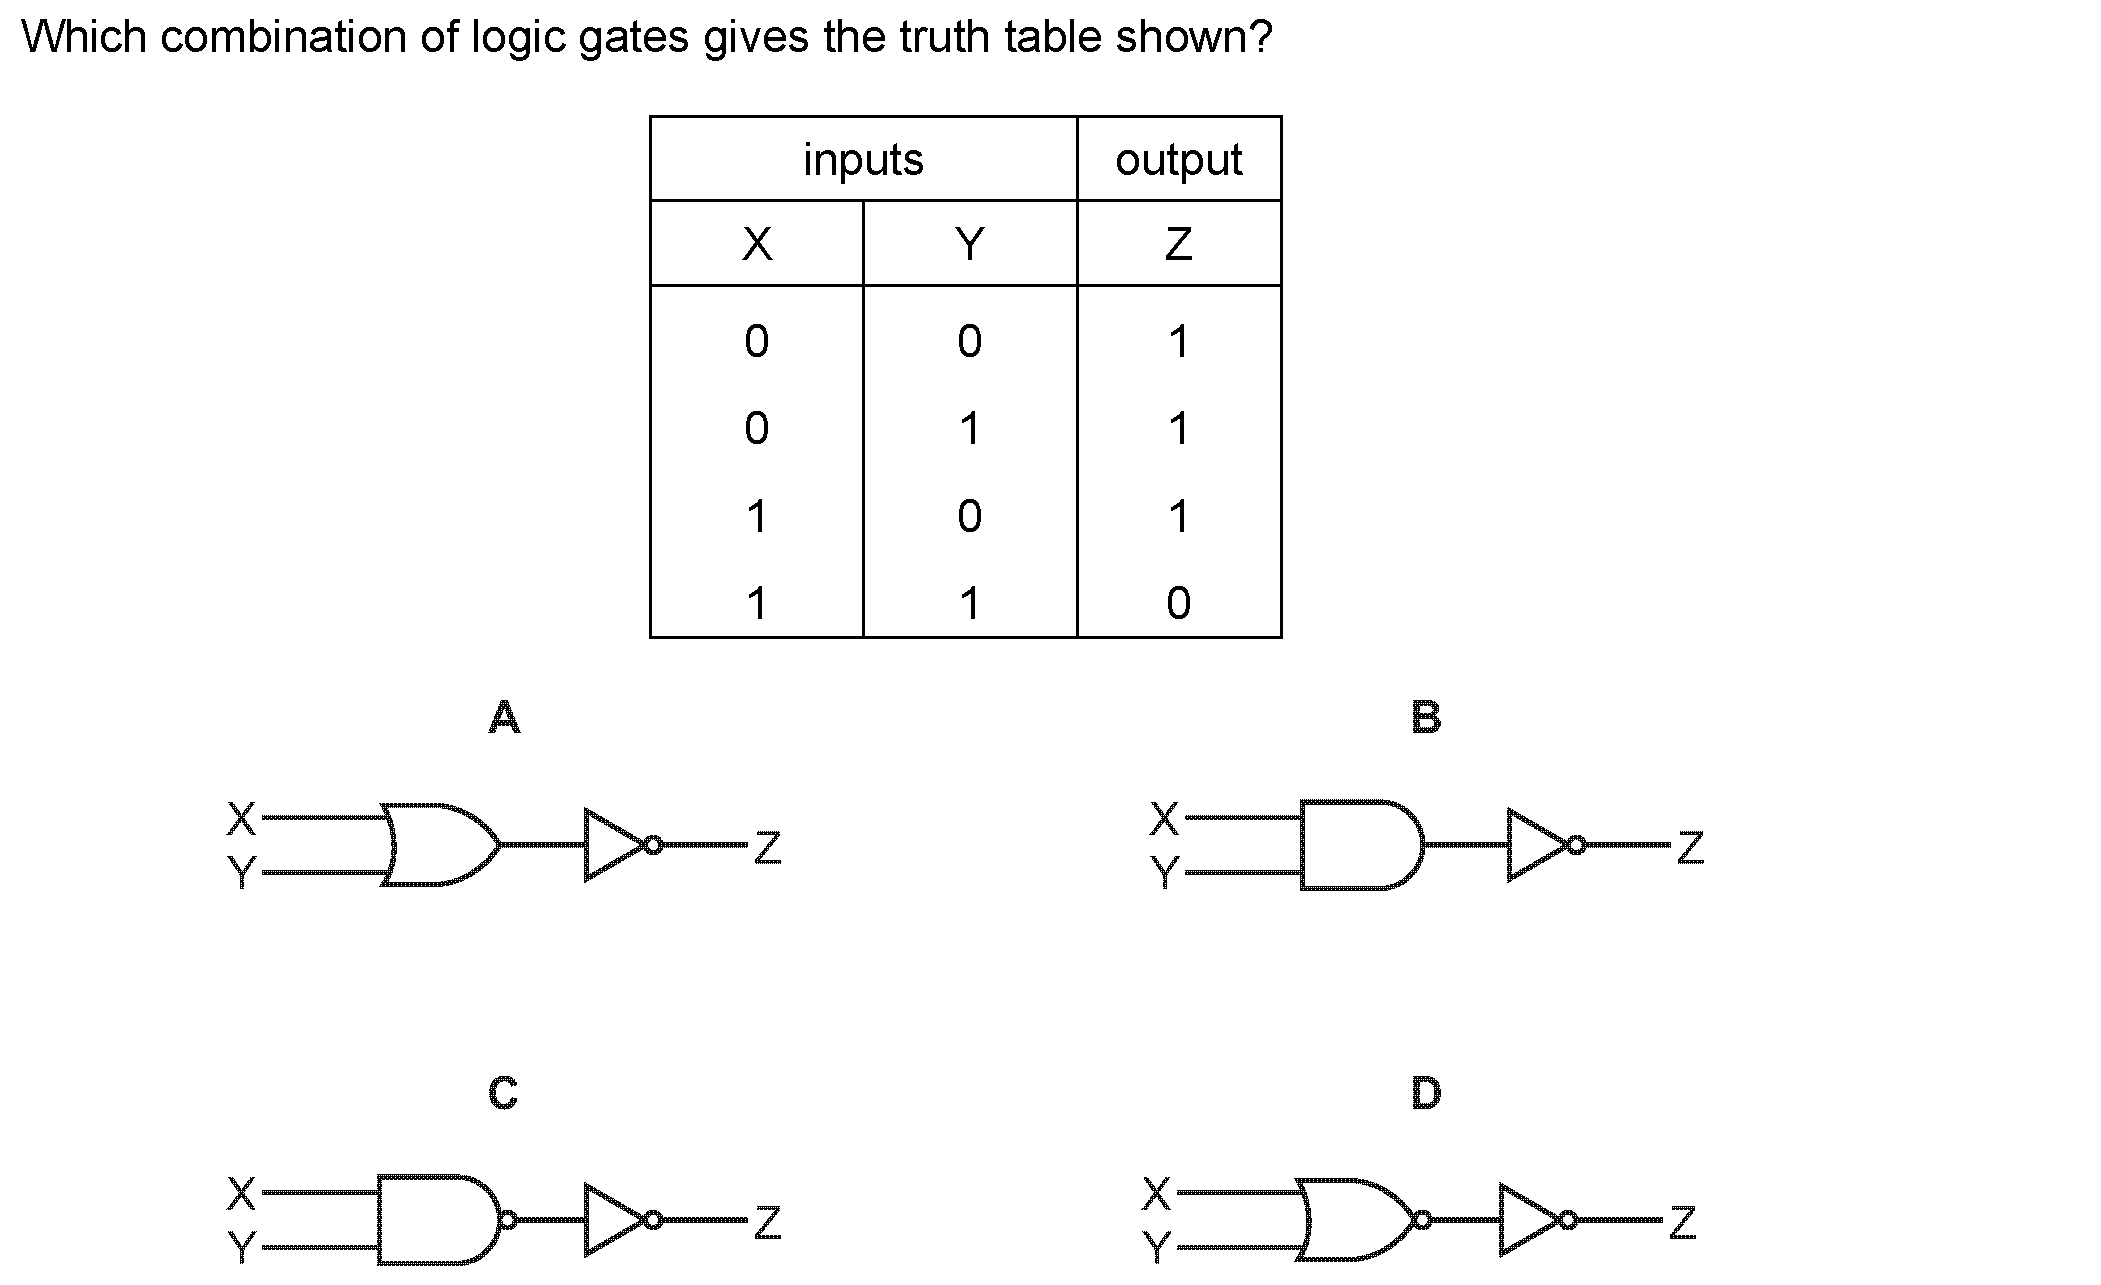 Which combination of logic gates gives the truth table shown?
inputs output
X Y Z
0 0 1
0 1 1
1 0 1
1 1 0
A B
X
Y
Z
X
Y
Z
C D
X
Y
Z
X
Y
Z